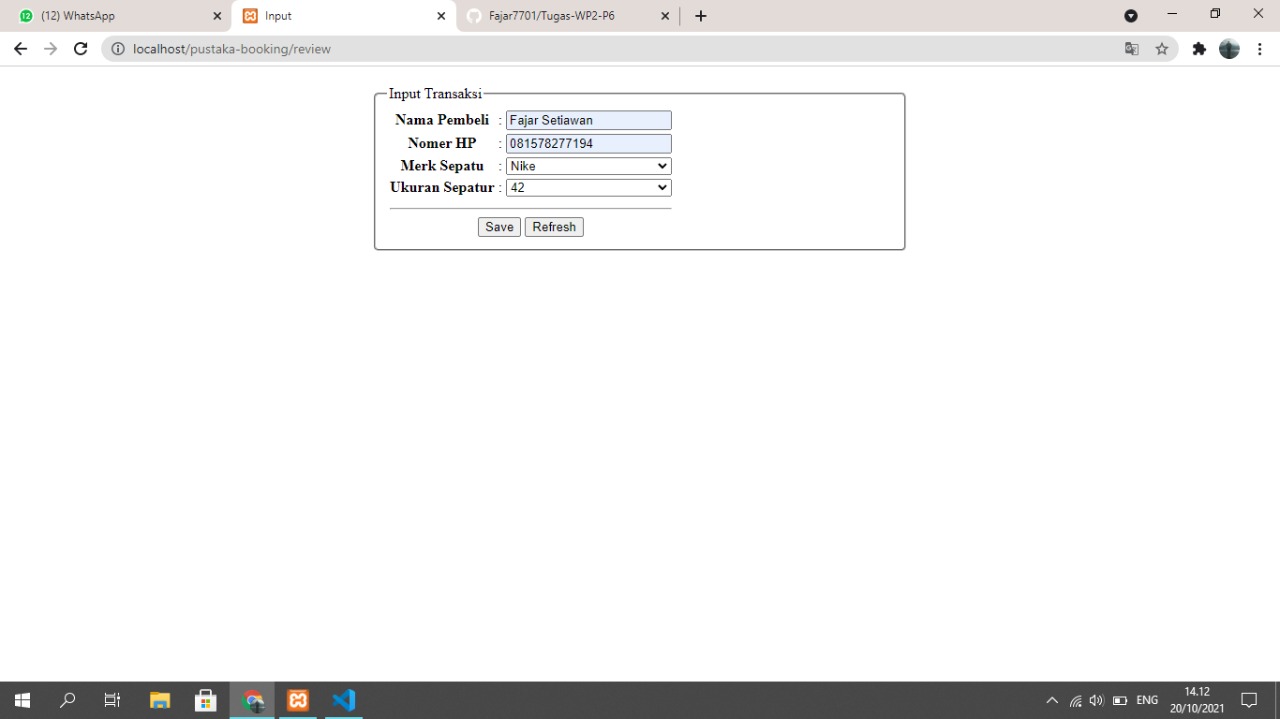 12 (12) WhatsApp
Input
Fajar7701/Tugas-WP2-P6
localhost/pustaka-booking/review
Input Transaksi
Nama Pembeli : Fajar Setiawan
Nomer HP : 081578277194
Merk Sepatu : Nike
Ukuran Sepatur : 42
Save Refresh
ENG
14.12
20/10/2021